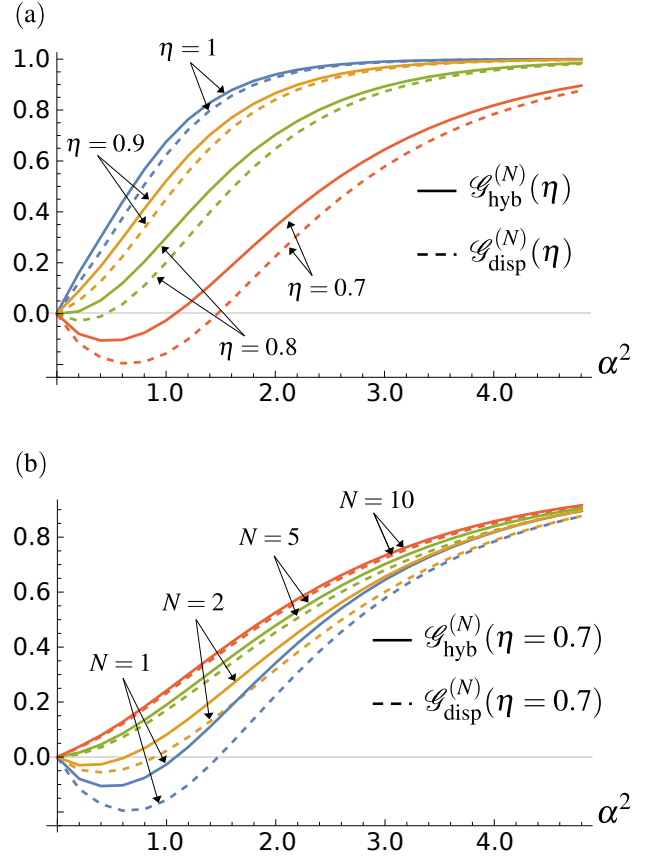 (a)
η = 1
1.0
0.8
η = 0.9
0.6
𝒢_hyb^(N)(η)
0.4
𝒢_disp^(N)(η)
0.2
η = 0.7
0.0
η = 0.8
α²
1.0 2.0 3.0 4.0
(b)
N = 10
0.8
N = 5
0.6
N = 2
𝒢_hyb^(N)(η = 0.7)
0.4
N = 1
𝒢_disp^(N)(η = 0.7)
0.2
0.0
α²
1.0 2.0 3.0 4.0